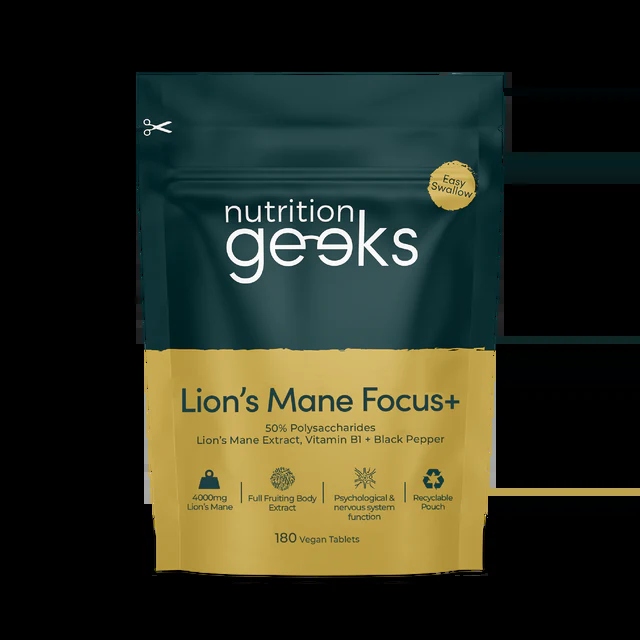 Easy
Swallow
nutrition
geeks
Lion's Mane Focus+
50% Polysaccharides
Lion's Mane Extract, Vitamin B1 + Black Pepper
4000mg
Lion's Mane
Full Fruiting Body
Extract
Psychological &
nervous system
function
Recyclable
Pouch
180 Vegan Tablets